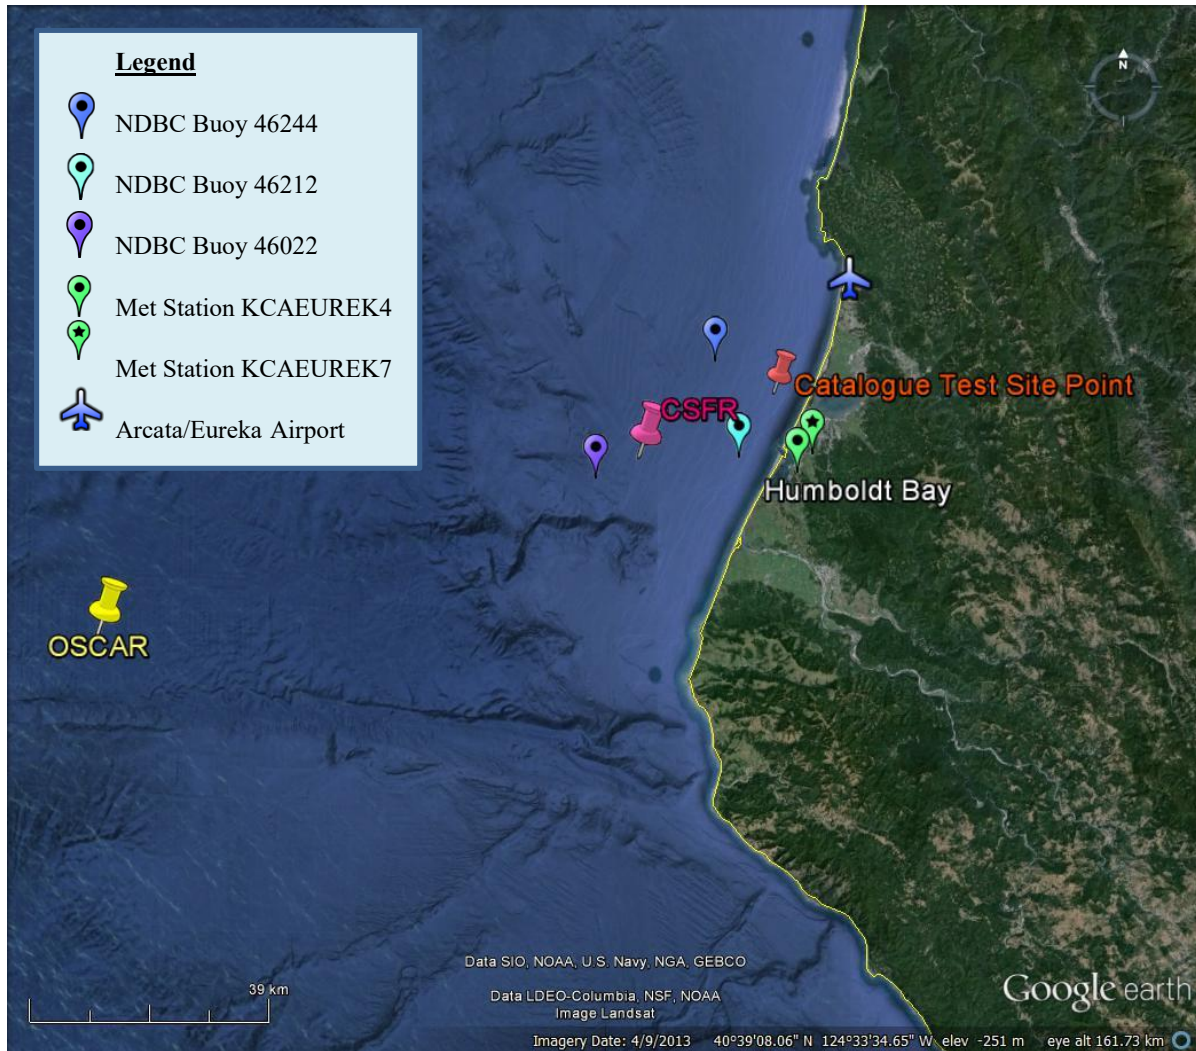 Legend
NDBC Buoy 46244
NDBC Buoy 46212
NDBC Buoy 46022
Met Station KCAEUREK4
Met Station KCAEUREK7
Arcata/Eureka Airport
N
Catalogue Test Site Point
CSFR
Humboldt Bay
OSCAR
Data SIO, NOAA, U.S. Navy, NGA, GEBCO
Data LDEO-Columbia, NSF, NOAA
Image Landsat
39 km
Google earth
Imagery Date: 4/9/2013 40°39'08.06" N 124°33'34.65" W elev -251 m eye alt 161.73 km